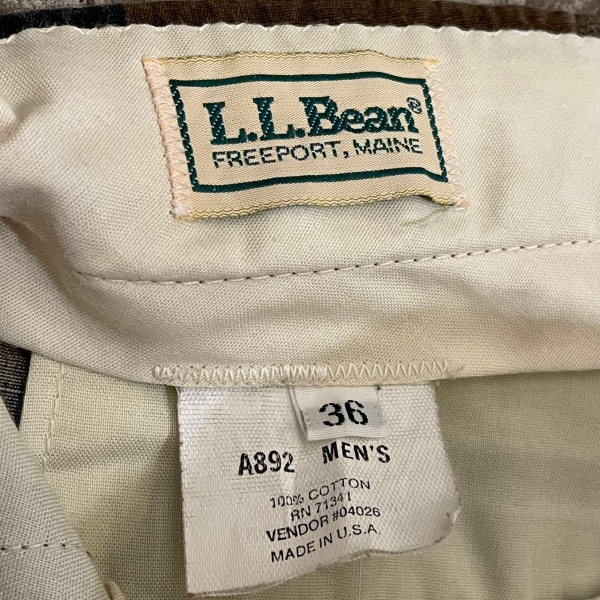 L.L.Bean®
FREEPORT, MAINE
36
A892 MEN'S
100% COTTON
RN 71341
VENDOR #04026
MADE IN U.S.A.